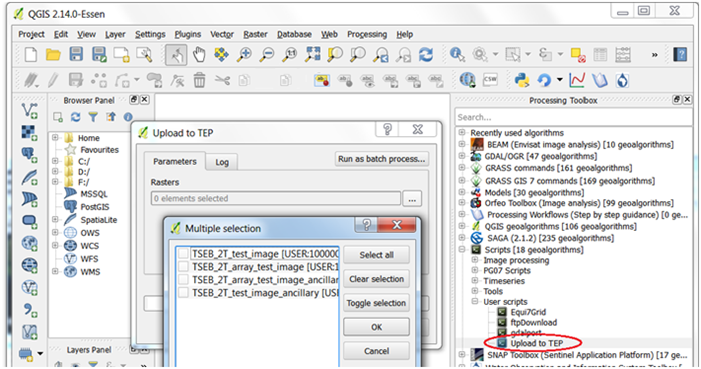 QGIS 2.14.0-Essen
Project Edit View Layer Settings Plugins Vector Raster Database Web Processing Help
CSW
Browser Panel
Home
Favourites
C:/
D:/
F:/
MSSQL
PostGIS
SpatiaLite
OWS
WCS
WFS
WMS
Layers Panel
Upload to TEP
Parameters Log
Run as batch process...
Rasters
0 elements selected
...
Multiple selection
TSEB_2T_test_image [USER:100000
TSEB_2T_array_test_image [USER:1
TSEB_2T_array_test_image_ancillar
TSEB_2T_test_image_ancillary [USE
Select all
Clear selection
Toggle selection
OK
Cancel
Processing Toolbox
Search...
Recently used algorithms
BEAM (Envisat image analysis) [10 geoalgorithms]
GDAL/OGR [47 geoalgorithms]
GRASS commands [161 geoalgorithms]
GRASS GIS 7 commands [169 geoalgorithms]
Models [30 geoalgorithms]
Orfeo Toolbox (Image analysis) [99 geoalgorithms]
Processing Workflows (Step by step guidance) [0 ge...
QGIS geoalgorithms [106 geoalgorithms]
SAGA (2.1.2) [235 geoalgorithms]
Scripts [18 geoalgorithms]
Image processing
PG07 Scripts
Timeseries
Tools
User scripts
Equi7Grid
ftpDownload
Upload to TEP
SNAP Toolbox (Sentinel Application Platform) [17 ge...